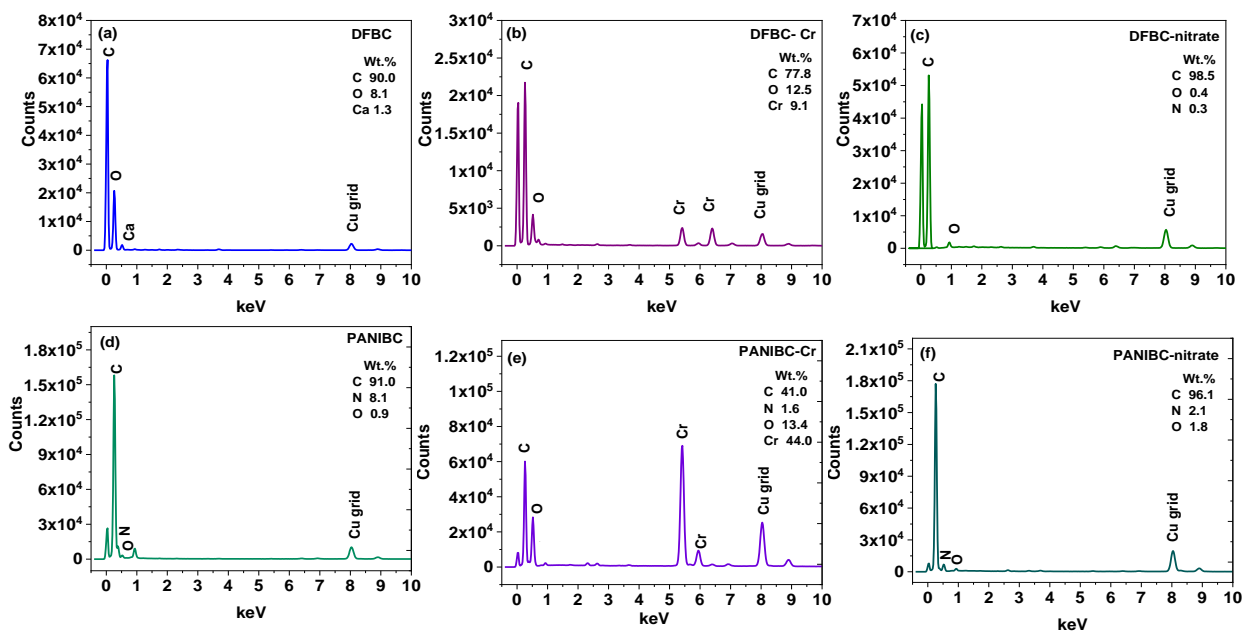 (a)
DFBC
Wt.%
C 90.0
O 8.1
Ca 1.3
C
O
Ca
Cu grid
8x10⁴
7x10⁴
6x10⁴
5x10⁴
4x10⁴
3x10⁴
2x10⁴
1x10⁴
0
Counts
0 1 2 3 4 5 6 7 8 9 10
keV
(b)
DFBC- Cr
Wt.%
C 77.8
O 12.5
Cr 9.1
C
O
Cr
Cr
Cu grid
3x10⁴
2x10⁴
2x10⁴
1x10⁴
5x10³
0
Counts
0 1 2 3 4 5 6 7 8 9 10
keV
(c)
DFBC-nitrate
Wt.%
C 98.5
O 0.4
N 0.3
C
O
Cu grid
7x10⁴
6x10⁴
5x10⁴
4x10⁴
3x10⁴
2x10⁴
1x10⁴
0
Counts
0 1 2 3 4 5 6 7 8 9 10
keV
(d)
PANIBC
Wt.%
C 91.0
N 8.1
O 0.9
C
N
O
Cu grid
1.8x10⁵
1.5x10⁵
1.2x10⁵
9x10⁴
6x10⁴
3x10⁴
0
Counts
0 1 2 3 4 5 6 7 8 9 10
keV
(e)
PANIBC-Cr
Wt.%
C 41.0
N 1.6
O 13.4
Cr 44.0
C
O
Cr
Cr
Cu grid
1.2x10⁵
1.0x10⁵
8x10⁴
6x10⁴
4x10⁴
2x10⁴
0
Counts
0 1 2 3 4 5 6 7 8 9 10
keV
(f)
PANIBC-nitrate
Wt.%
C 96.1
N 2.1
O 1.8
C
N
O
Cu grid
2.1x10⁵
1.8x10⁵
1.5x10⁵
1.2x10⁵
9x10⁴
6x10⁴
3x10⁴
0
Counts
0 1 2 3 4 5 6 7 8 9 10
keV